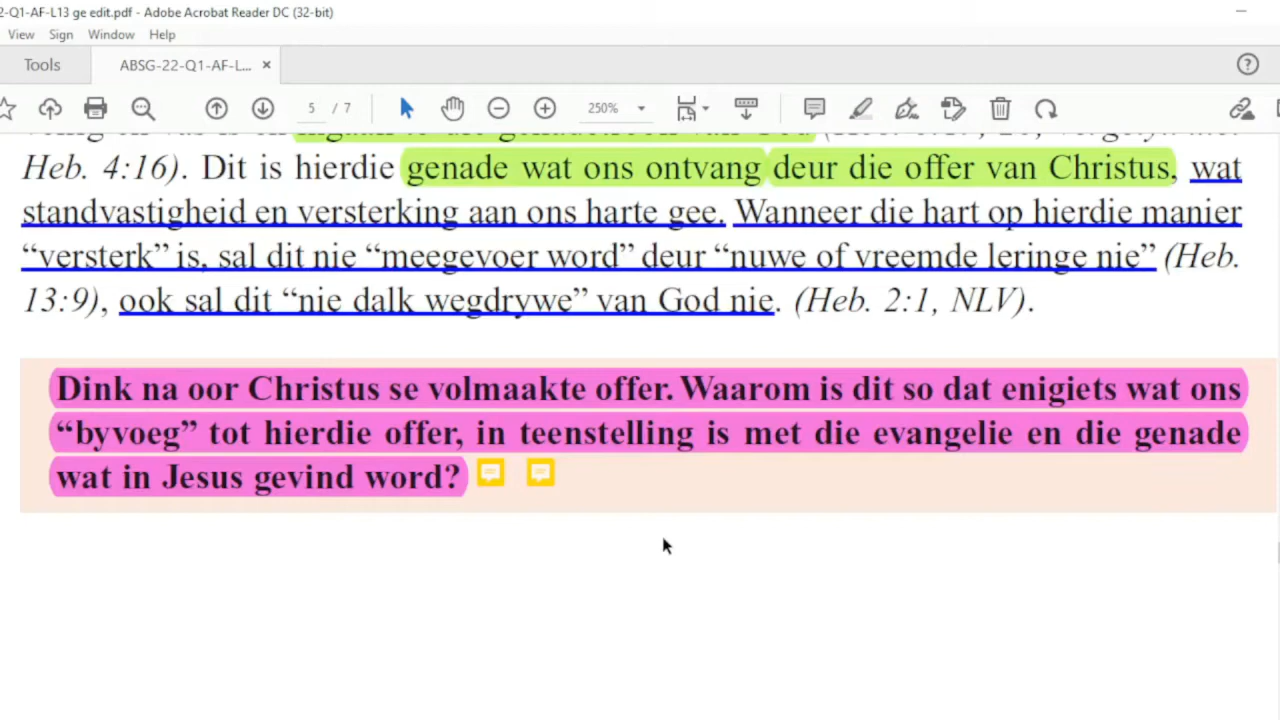 2-Q1-AF-L13 ge edit.pdf - Adobe Acrobat Reader DC (32-bit)
View Sign Window Help
Tools ABSG-22-Q1-AF-L... ×
5 / 7 250%
Heb. 4:16). Dit is hierdie genade wat ons ontvang deur die offer van Christus, wat
standvastigheid en versterking aan ons harte gee. Wanneer die hart op hierdie manier
“versterk” is, sal dit nie “meegevoer word” deur “nuwe of vreemde leringe nie” (Heb.
13:9), ook sal dit “nie dalk wegdrywe” van God nie. (Heb. 2:1, NLV).
Dink na oor Christus se volmaakte offer. Waarom is dit so dat enigiets wat ons
“byvoeg” tot hierdie offer, in teenstelling is met die evangelie en die genade
wat in Jesus gevind word?